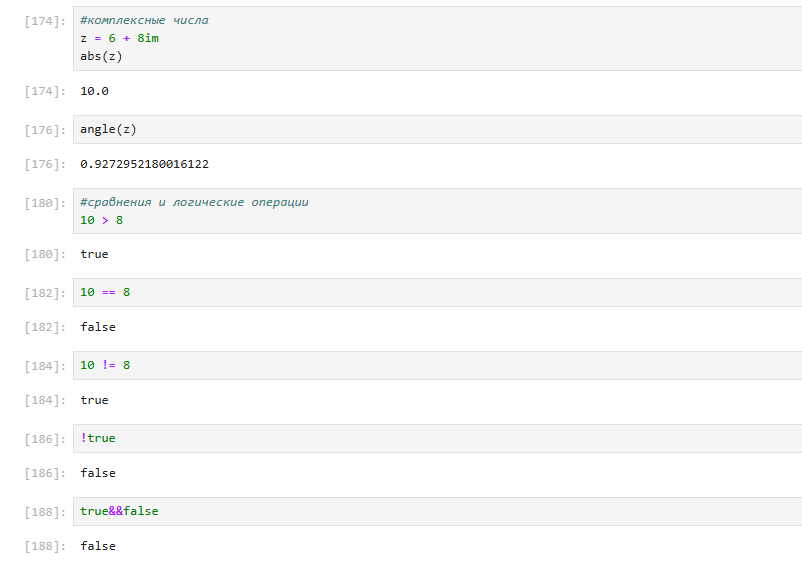 [174]: #комплексные числа
z = 6 + 8im
abs(z)
[174]: 10.0
[176]: angle(z)
[176]: 0.9272952180016122
[180]: #сравнения и логические операции
10 > 8
[180]: true
[182]: 10 == 8
[182]: false
[184]: 10 != 8
[184]: true
[186]: !true
[186]: false
[188]: true&&false
[188]: false